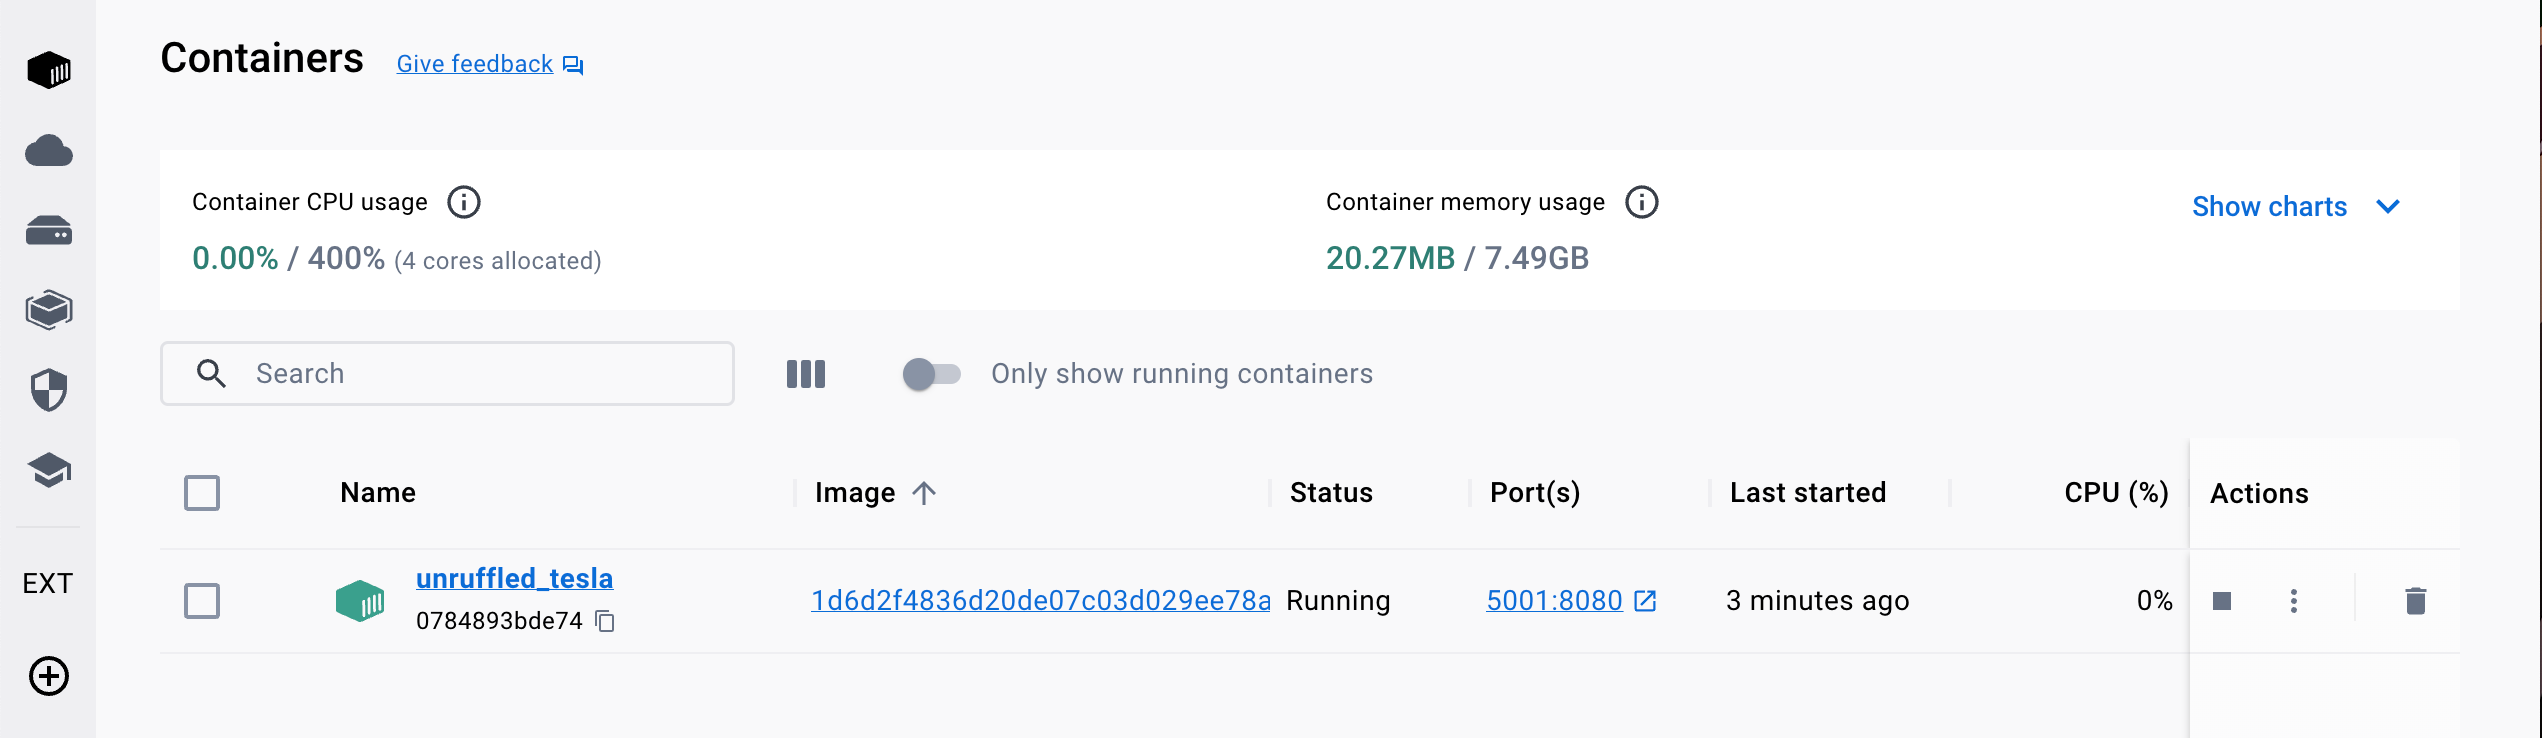 Containers Give feedback
Container CPU usage
0.00% / 400% (4 cores allocated)
Container memory usage
20.27MB / 7.49GB
Show charts
Search
Only show running containers
Name Image Status Port(s) Last started CPU (%) Actions
unruffled_tesla
0784893bde74
1d6d2f4836d20de07c03d029ee78a Running 5001:8080 3 minutes ago 0%
EXT